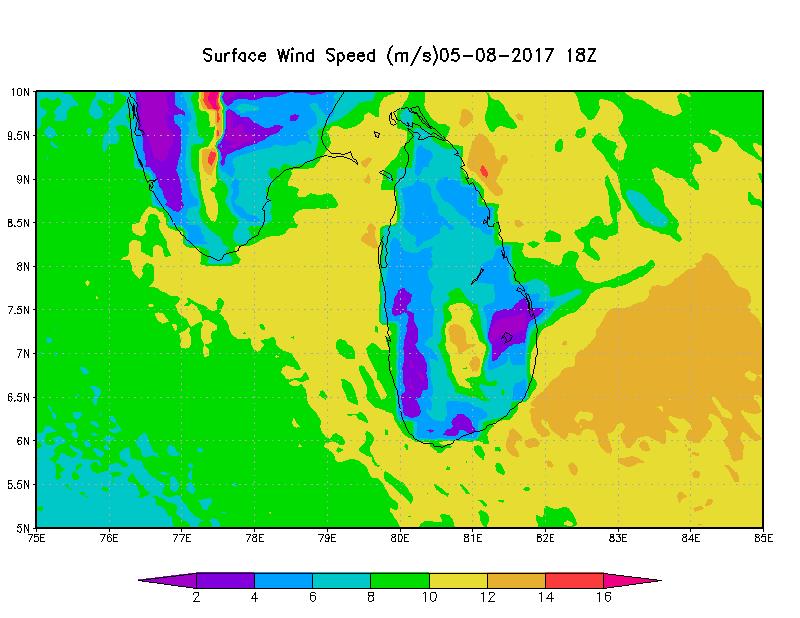 Surface Wind Speed (m/s)05-08-2017 18Z
10N
9.5N
9N
8.5N
8N
7.5N
7N
6.5N
6N
5.5N
5N
75E 76E 77E 78E 79E 80E 81E 82E 83E 84E 85E
2 4 6 8 10 12 14 16